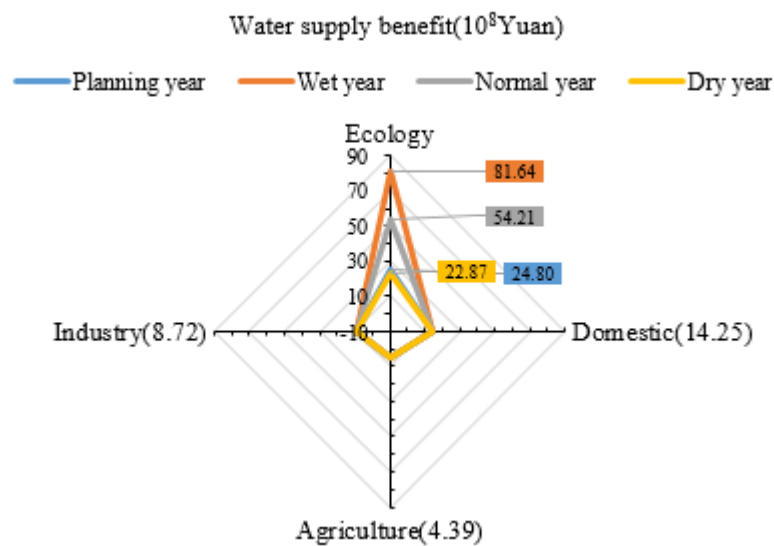 Water supply benefit(10⁸Yuan)
Planning year Wet year Normal year Dry year
Ecology
90
81.64
70
54.21
50
30
22.87 24.80
10
Industry(8.72) -10 Domestic(14.25)
Agriculture(4.39)